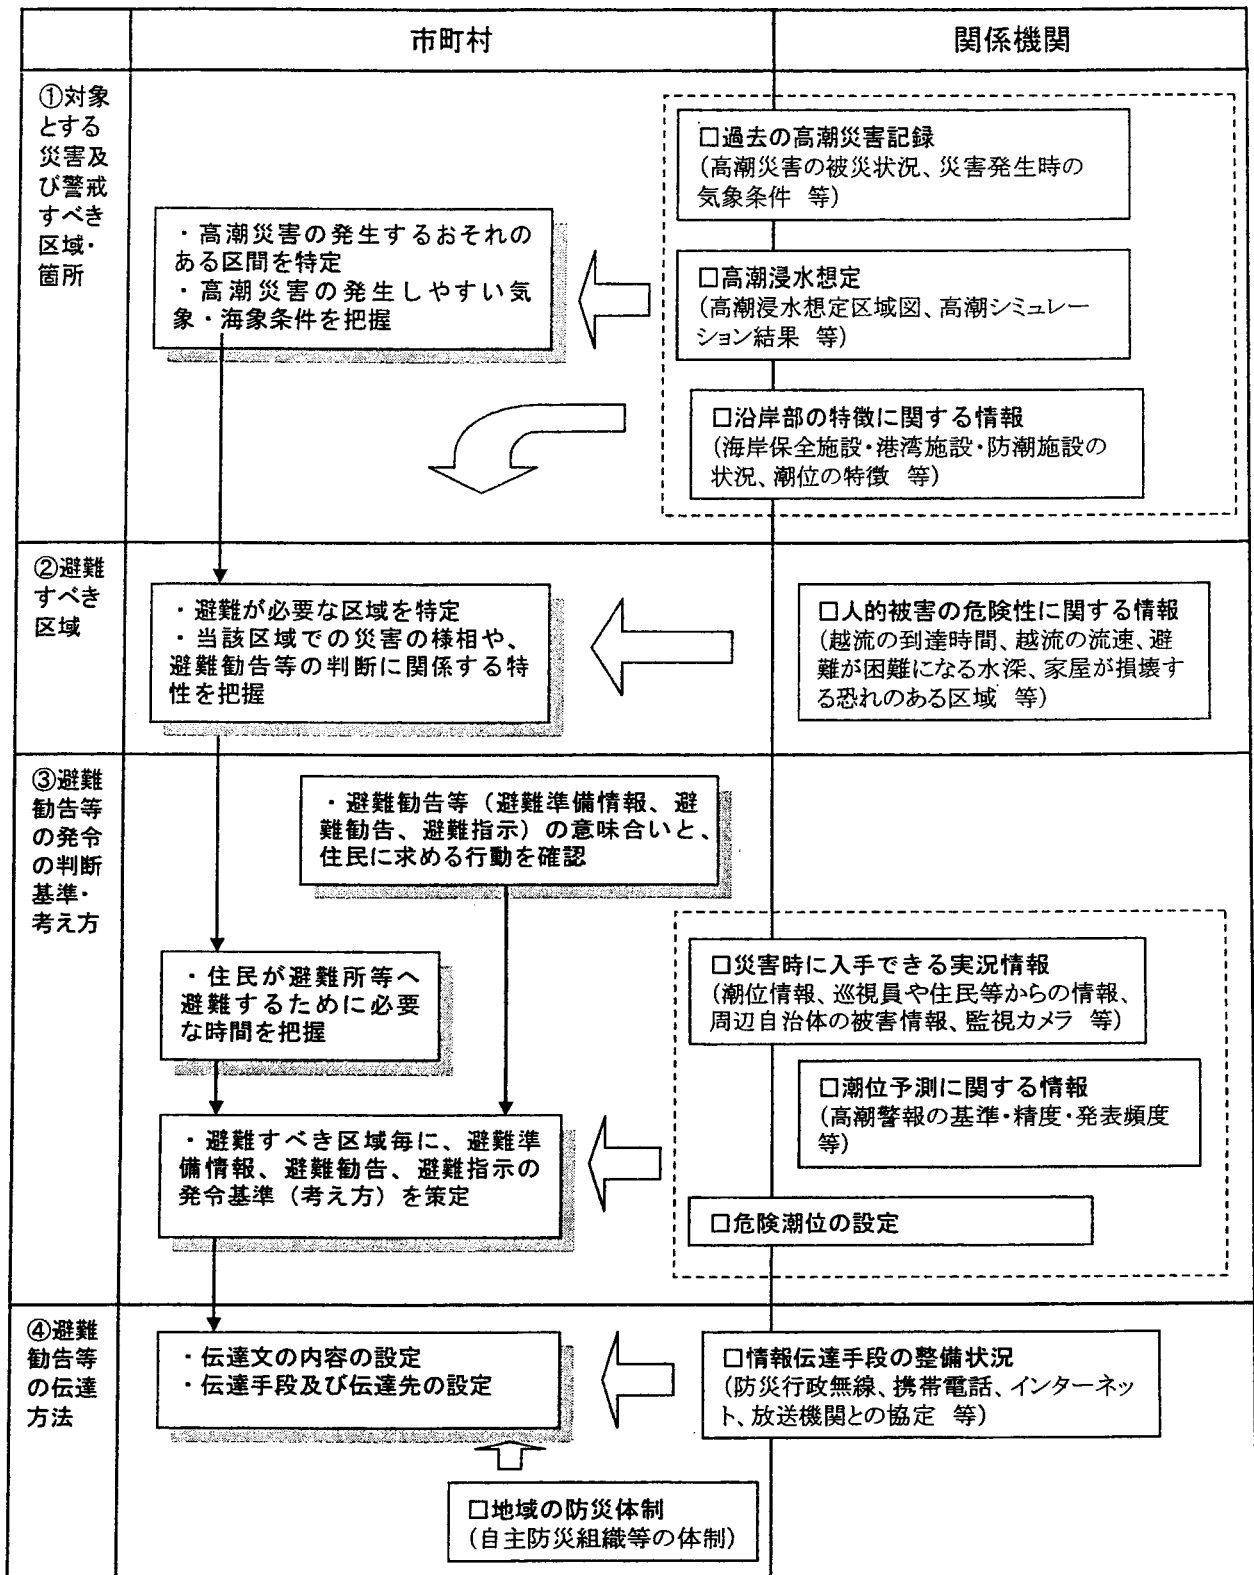 市町村
関係機関
①対象
とする
災害及
び警戒
すべき
区域・
箇所
・高潮災害の発生するおそれの
ある区間を特定
・高潮災害の発生しやすい気
象・海象条件を把握
□過去の高潮災害記録
(高潮災害の被災状況、災害発生時の
気象条件 等)
□高潮浸水想定
(高潮浸水想定区域図、高潮シミュレー
ション結果 等)
□沿岸部の特徴に関する情報
(海岸保全施設・港湾施設・防潮施設の
状況、潮位の特徴 等)
②避難
すべき
区域
・避難が必要な区域を特定
・当該区域での災害の様相や、
避難勧告等の判断に関係する特
性を把握
□人的被害の危険性に関する情報
(越流の到達時間、越流の流速、避
難が困難になる水深、家屋が損壊す
る恐れのある区域 等)
③避難
勧告等
の発令
の判断
基準・
考え方
・避難勧告等（避難準備情報、避
難勧告、避難指示）の意味合いと、
住民に求める行動を確認
・住民が避難所等へ
避難するために必要
な時間を把握
・避難すべき区域毎に、避難準
備情報、避難勧告、避難指示の
発令基準（考え方）を策定
□災害時に入手できる実況情報
(潮位情報、巡視員や住民等からの情報、
周辺自治体の被害情報、監視カメラ 等)
□潮位予測に関する情報
(高潮警報の基準・精度・発表頻度
等)
□危険潮位の設定
④避難
勧告等
の伝達
方法
・伝達文の内容の設定
・伝達手段及び伝達先の設定
□情報伝達手段の整備状況
(防災行政無線、携帯電話、インターネッ
ト、放送機関との協定 等)
□地域の防災体制
(自主防災組織等の体制)